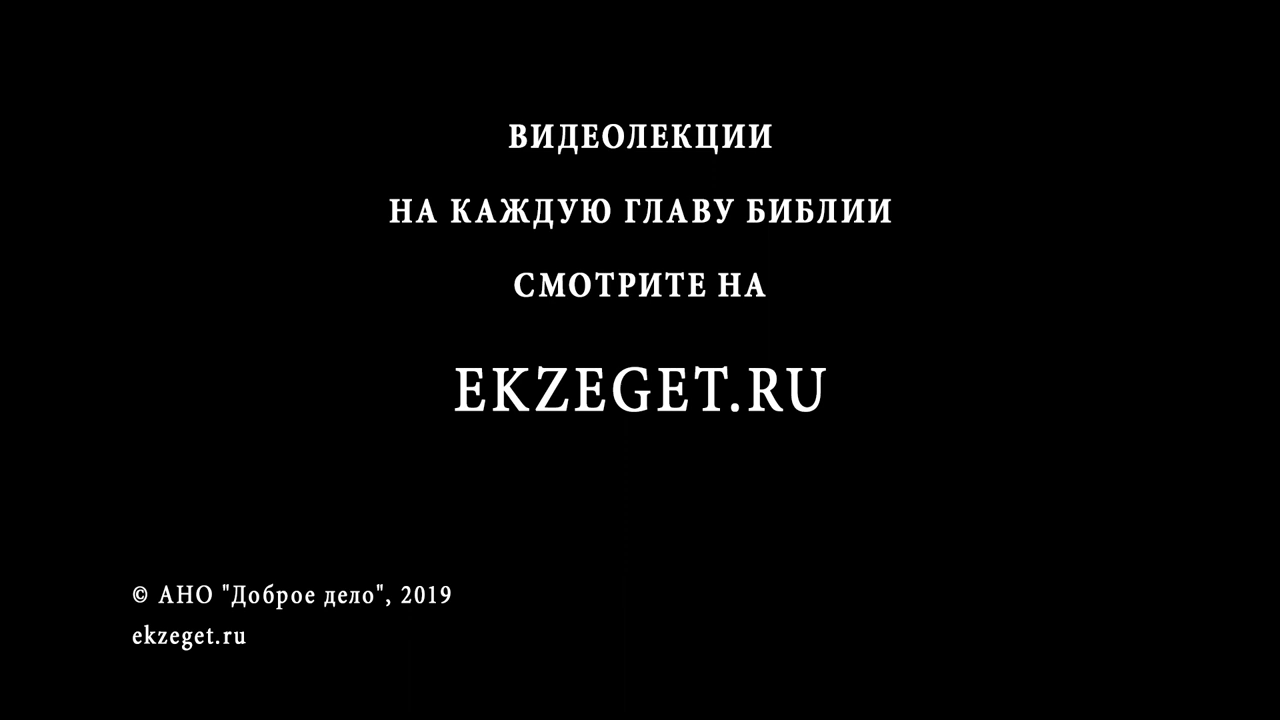 ВИДЕОЛЕКЦИИ
НА КАЖДУЮ ГЛАВУ БИБЛИИ
СМОТРИТЕ НА
EKZEGET.RU
© АНО "Доброе дело", 2019
ekzeget.ru